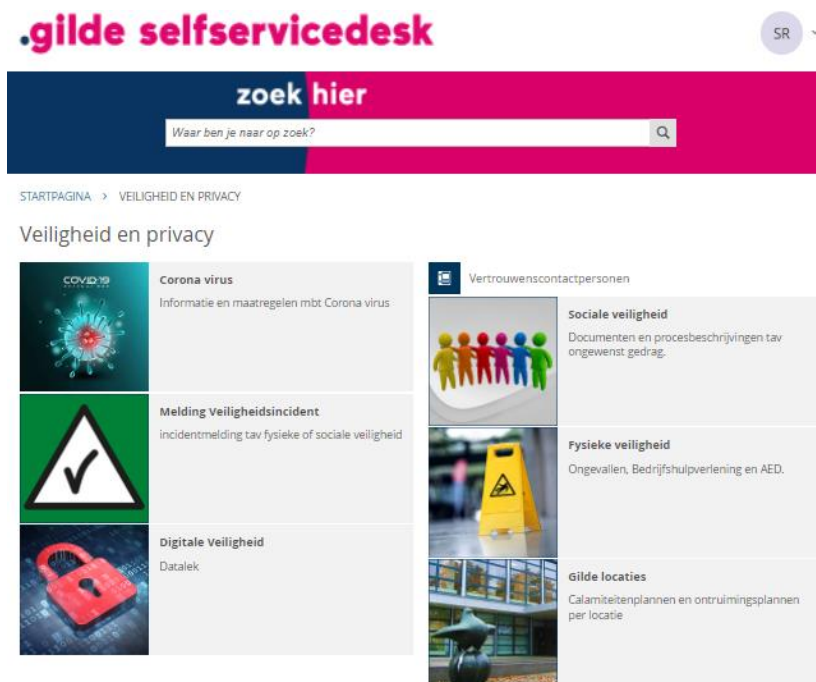 .gilde selfservicedesk
SR
zoek hier
Waar ben je naar op zoek?
STARTPAGINA > VEILIGHEID EN PRIVACY
Veiligheid en privacy
COVID-19
Corona virus
Informatie en maatregelen mbt Corona virus
Melding Veiligheidsincident
incidentmelding tav fysieke of sociale veiligheid
Digitale Veiligheid
Datalek
Vertrouwenscontactpersonen
Sociale veiligheid
Documenten en procesbeschrijvingen tav
ongewenst gedrag.
Fysieke veiligheid
Ongevallen, Bedrijfshulpverlening en AED.
Gilde locaties
Calamiteitenplannen en ontruimingsplannen
per locatie